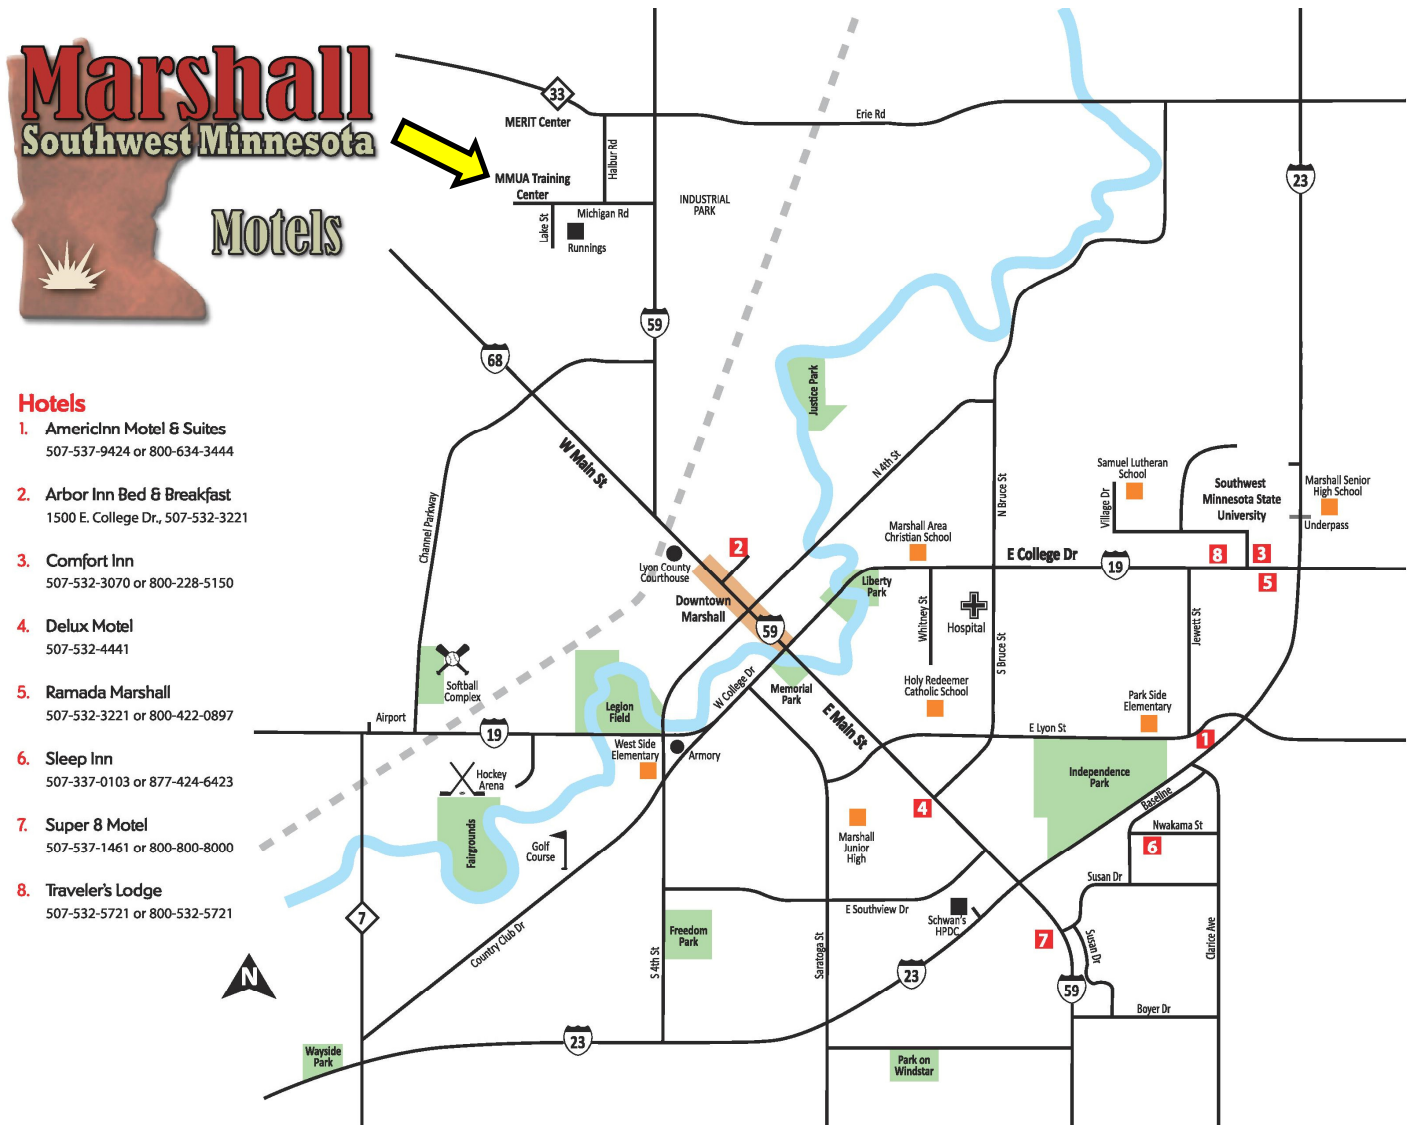 Marshall
Southwest Minnesota
Motels
Hotels
1. AmericInn Motel & Suites
507-537-9424 or 800-634-3444
2. Arbor Inn Bed & Breakfast
1500 E. College Dr., 507-532-3221
3. Comfort Inn
507-532-3070 or 800-228-5150
4. Delux Motel
507-532-4441
5. Ramada Marshall
507-532-3221 or 800-422-0897
6. Sleep Inn
507-337-0103 or 877-424-6423
7. Super 8 Motel
507-537-1461 or 800-800-8000
8. Traveler's Lodge
507-532-5721 or 800-532-5721
N
33
MERIT Center
Erie Rd
Halbur Rd
MMUA Training
Center
Michigan Rd
Lake St
Runnings
INDUSTRIAL
PARK
23
59
68
W Main St
Channel Parkway
Justice Park
N 4th St
N Bruce St
Samuel Lutheran
School
Village Dr
Southwest
Minnesota State
University
Marshall Senior
High School
Underpass
Marshall Area
Christian School
E College Dr
19
8
3
5
2
Lyon County
Courthouse
Downtown
Marshall
59
Liberty
Park
Whitney St
Hospital
S Bruce St
Jewett St
Holy Redeemer
Catholic School
Park Side
Elementary
Softball
Complex
Airport
19
Legion
Field
W College Dr
Memorial
Park
E Main St
E Lyon St
1
West Side
Elementary
Armory
Hockey
Arena
Independence
Park
Baseline
Nwakama St
6
4
Marshall
Junior
High
Fairgrounds
Golf
Course
Susan Dr
E Southview Dr
Schwan's
HPDC
7
Susan Dr
Clarice Ave
7
Country Club Dr
Freedom
Park
S 4th St
Saratoga St
23
59
Boyer Dr
23
Wayside
Park
Park on
Windstar